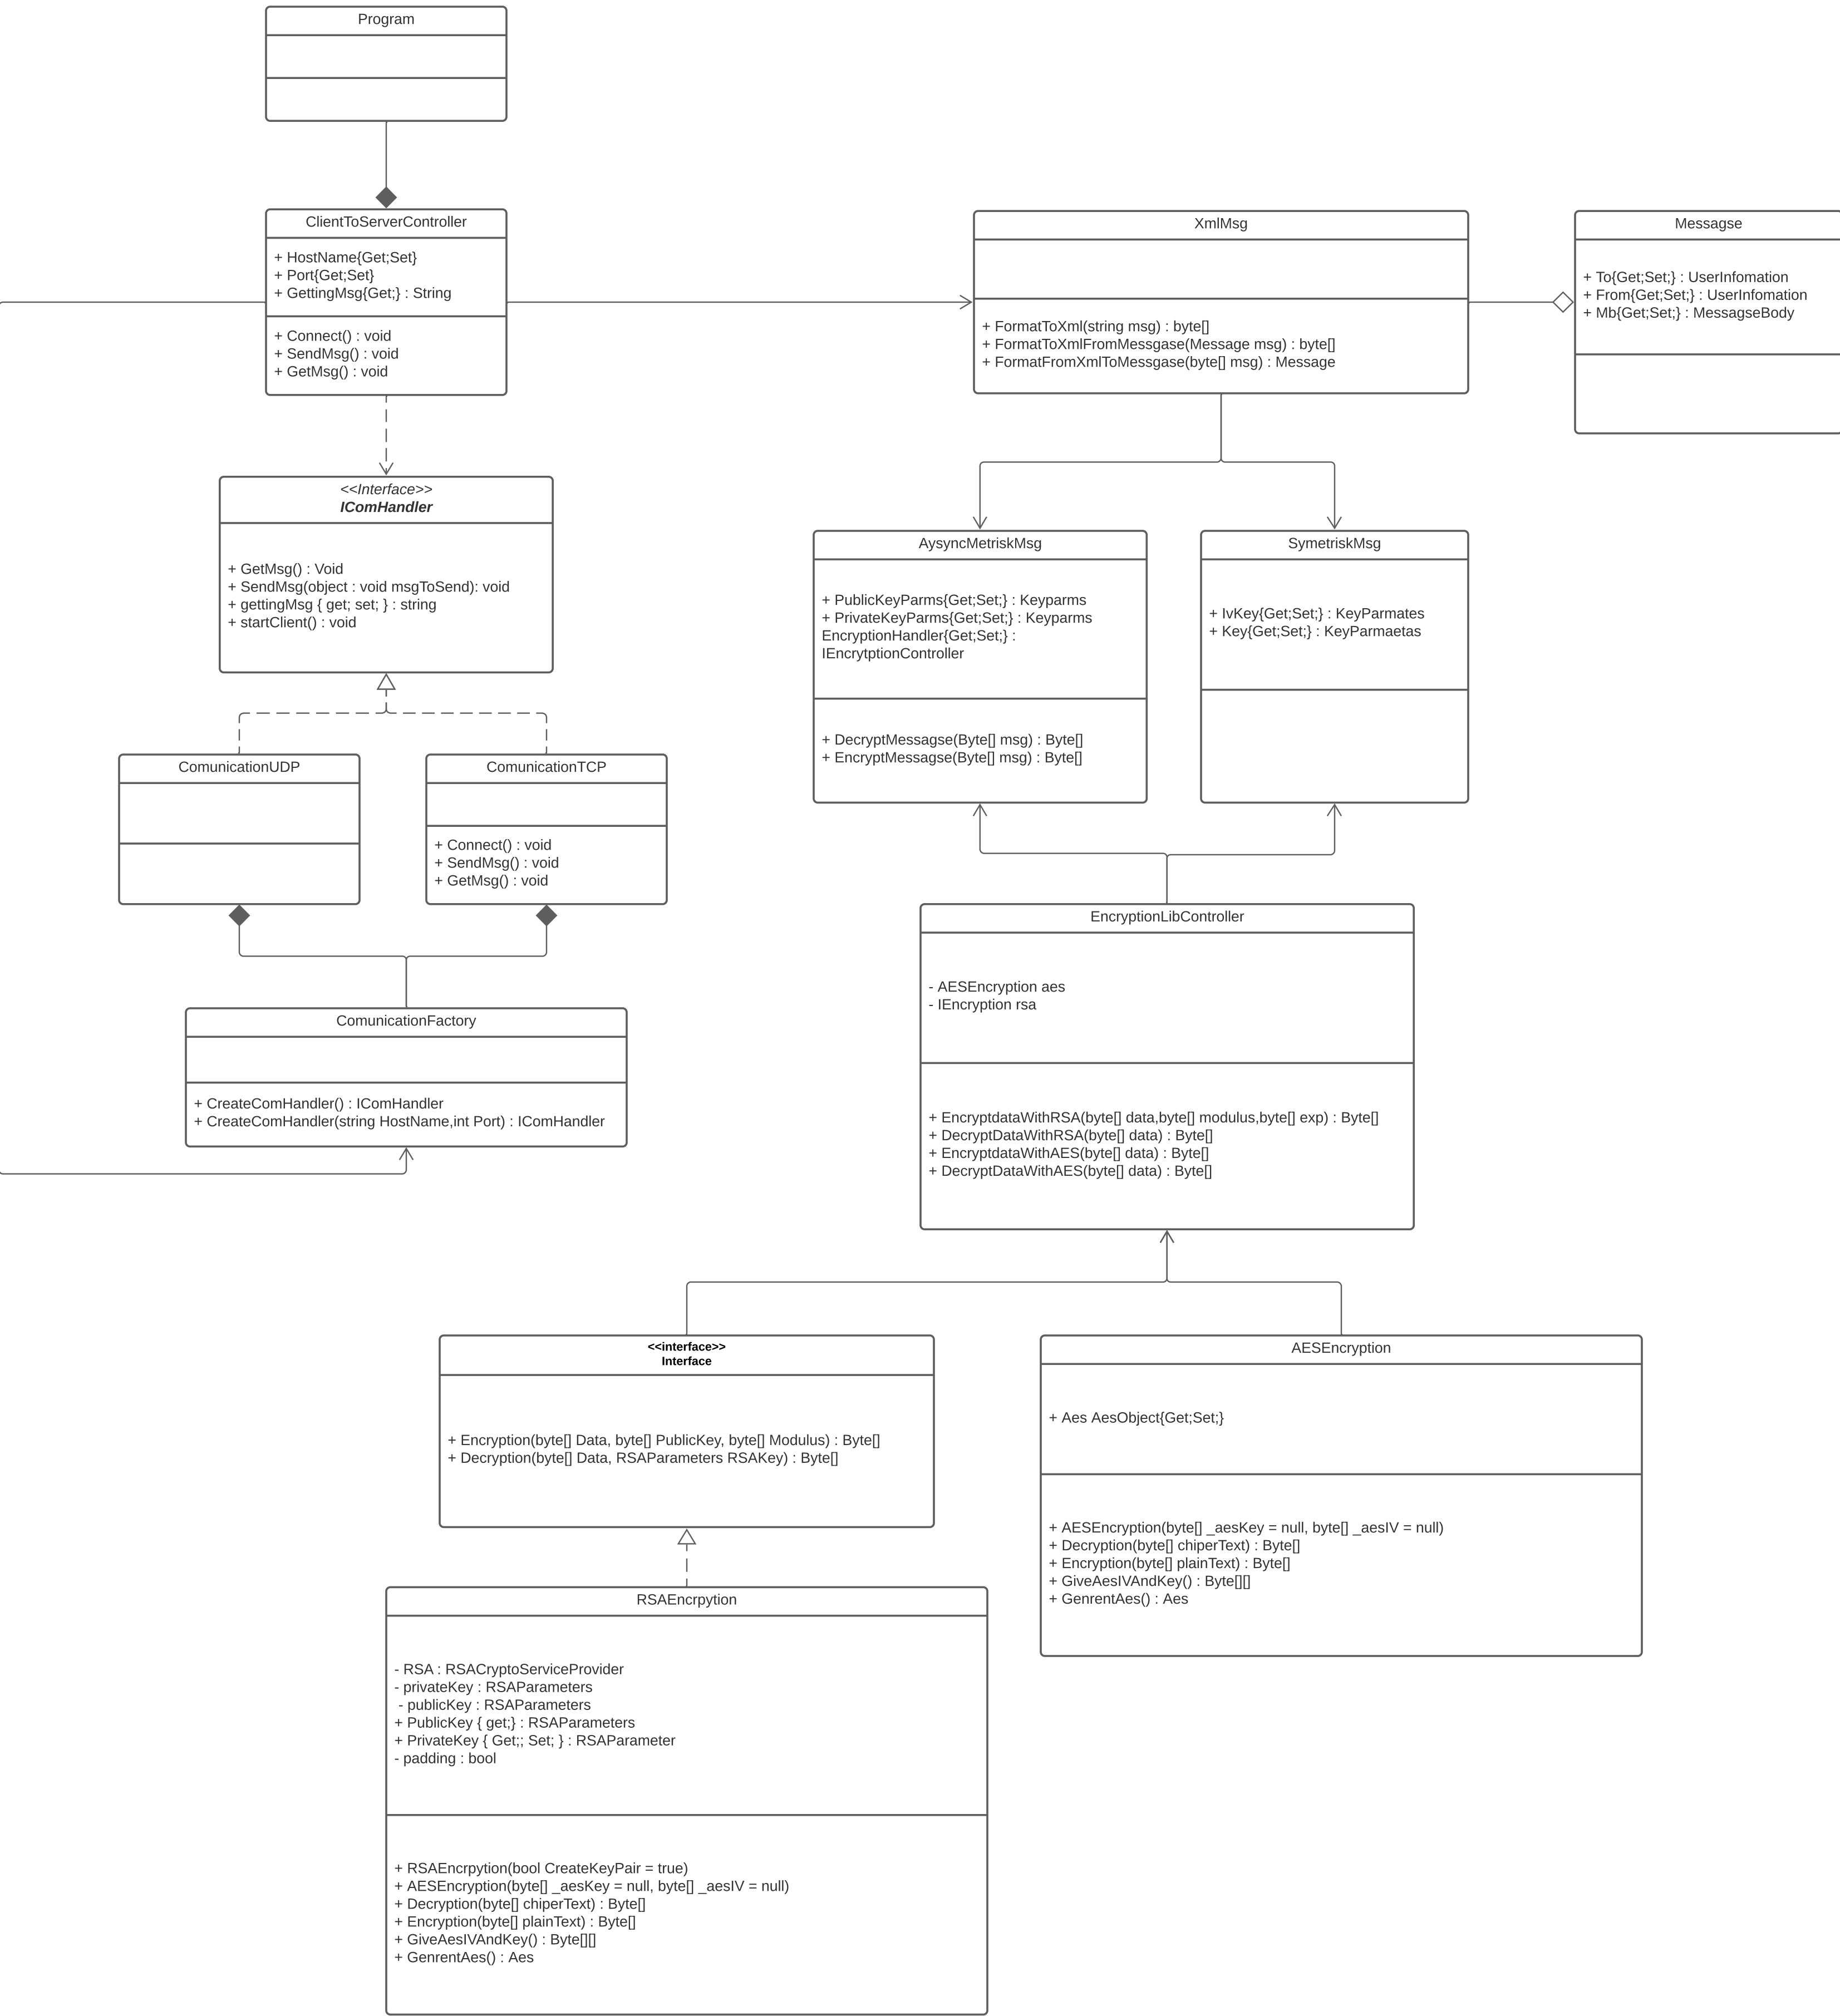 Program
ClientToServerController
+ HostName{Get;Set}
+ Port{Get;Set}
+ GettingMsg{Get;} : String
+ Connect() : void
+ SendMsg() : void
+ GetMsg() : void
XmlMsg
+ FormatToXml(string msg) : byte[]
+ FormatToXmlFromMessgase(Message msg) : byte[]
+ FormatFromXmlToMessgase(byte[] msg) : Message
Messagse
+ To{Get;Set;} : UserInfomation
+ From{Get;Set;} : UserInfomation
+ Mb{Get;Set;} : MessagseBody
<<Interface>>
IComHandler
+ GetMsg() : Void
+ SendMsg(object : void msgToSend): void
+ gettingMsg { get; set; } : string
+ startClient() : void
AysyncMetriskMsg
+ PublicKeyParms{Get;Set;} : Keyparms
+ PrivateKeyParms{Get;Set;} : Keyparms
EncryptionHandler{Get;Set;} :
IEncrytptionController
+ DecryptMessagse(Byte[] msg) : Byte[]
+ EncryptMessagse(Byte[] msg) : Byte[]
SymetriskMsg
+ IvKey{Get;Set;} : KeyParmates
+ Key{Get;Set;} : KeyParmaetas
ComunicationUDP
ComunicationTCP
+ Connect() : void
+ SendMsg() : void
+ GetMsg() : void
EncryptionLibController
- AESEncryption aes
- IEncryption rsa
+ EncryptdataWithRSA(byte[] data,byte[] modulus,byte[] exp) : Byte[]
+ DecryptDataWithRSA(byte[] data) : Byte[]
+ EncryptdataWithAES(byte[] data) : Byte[]
+ DecryptDataWithAES(byte[] data) : Byte[]
ComunicationFactory
+ CreateComHandler() : IComHandler
+ CreateComHandler(string HostName,int Port) : IComHandler
<<interface>>
Interface
+ Encryption(byte[] Data, byte[] PublicKey, byte[] Modulus) : Byte[]
+ Decryption(byte[] Data, RSAParameters RSAKey) : Byte[]
AESEncryption
+ Aes AesObject{Get;Set;}
+ AESEncryption(byte[] _aesKey = null, byte[] _aesIV = null)
+ Decryption(byte[] chiperText) : Byte[]
+ Encryption(byte[] plainText) : Byte[]
+ GiveAesIVAndKey() : Byte[][]
+ GenrentAes() : Aes
RSAEncrpytion
- RSA : RSACryptoServiceProvider
- privateKey : RSAParameters
- publicKey : RSAParameters
+ PublicKey { get;} : RSAParameters
+ PrivateKey { Get;; Set; } : RSAParameter
- padding : bool
+ RSAEncrpytion(bool CreateKeyPair = true)
+ AESEncryption(byte[] _aesKey = null, byte[] _aesIV = null)
+ Decryption(byte[] chiperText) : Byte[]
+ Encryption(byte[] plainText) : Byte[]
+ GiveAesIVAndKey() : Byte[][]
+ GenrentAes() : Aes